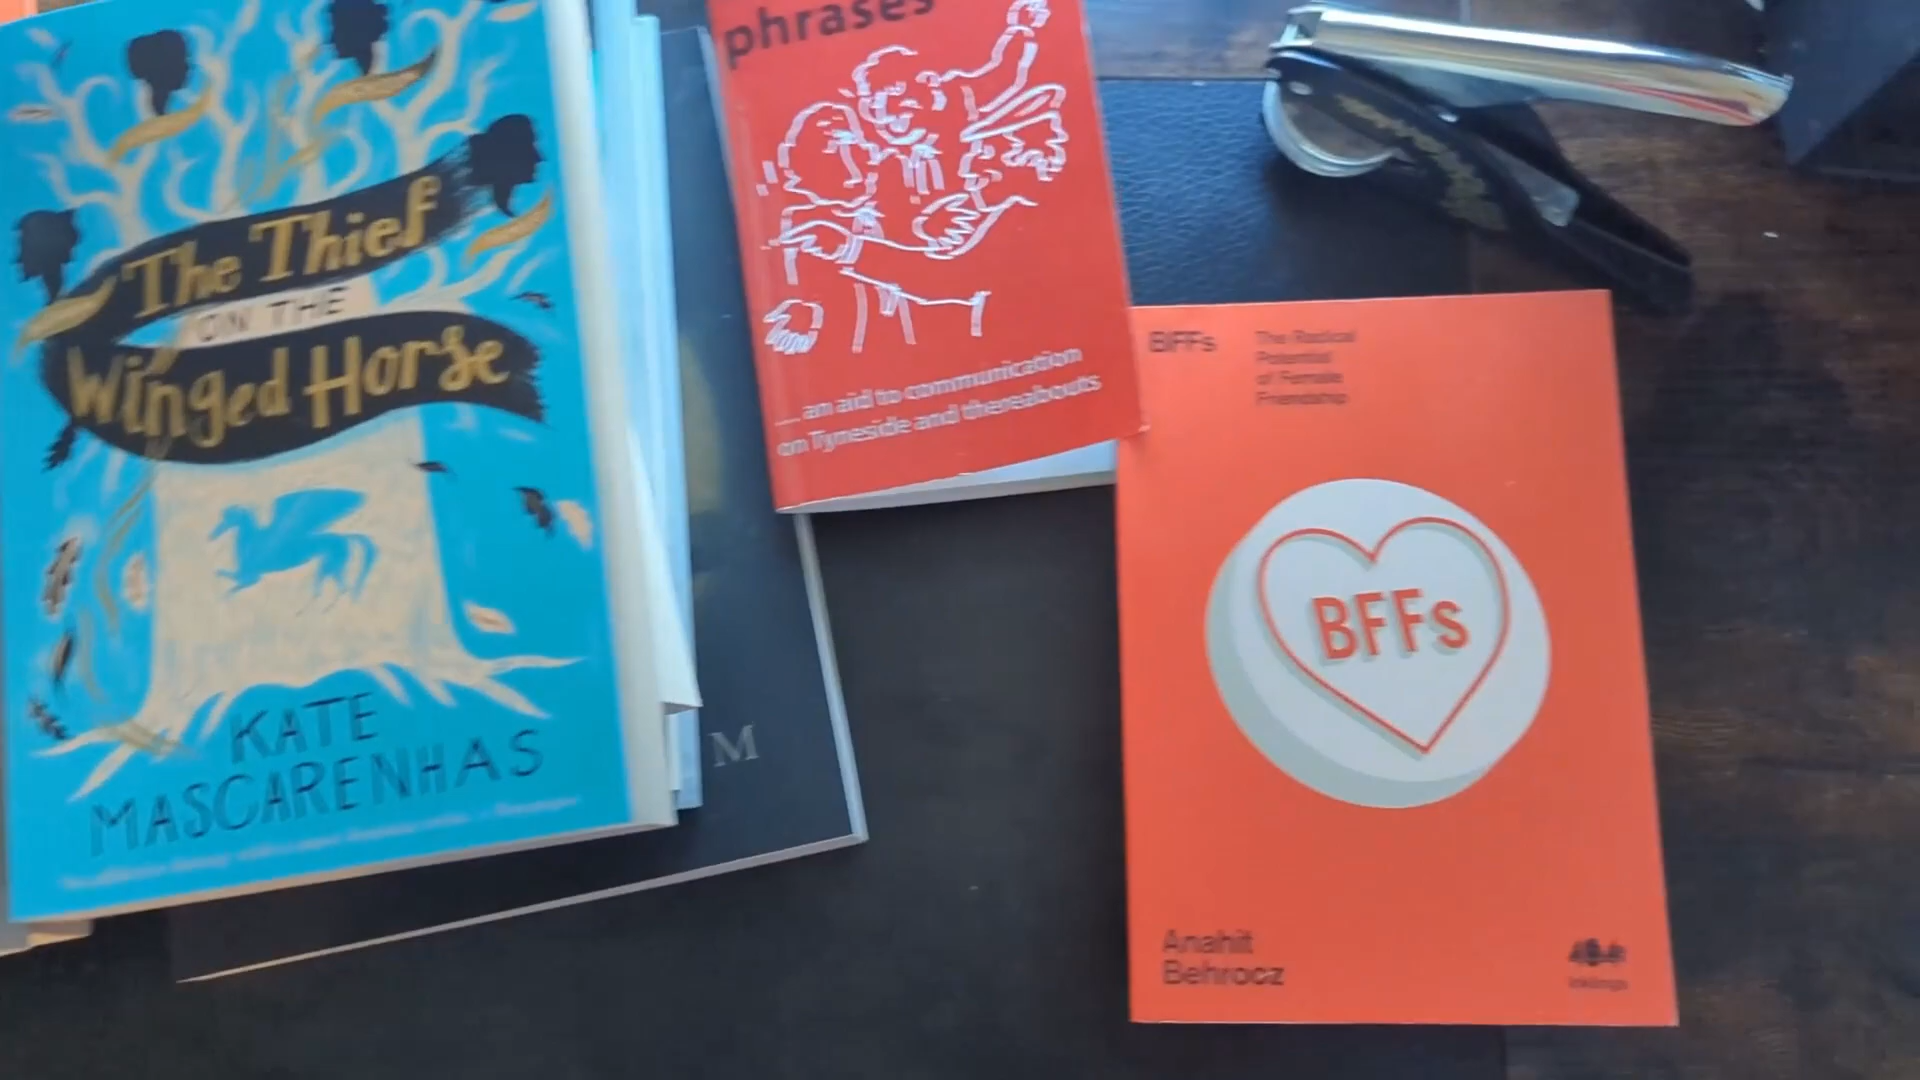 The Thief
ON THE
Winged Horse
KATE
MASCARENHAS
M
phrases
... an aid to communication
on Tyneside and thereabouts
BFFs
The Radical
Potential
of Female
Friendship
BFFs
Anahit
Behrooz
inklings